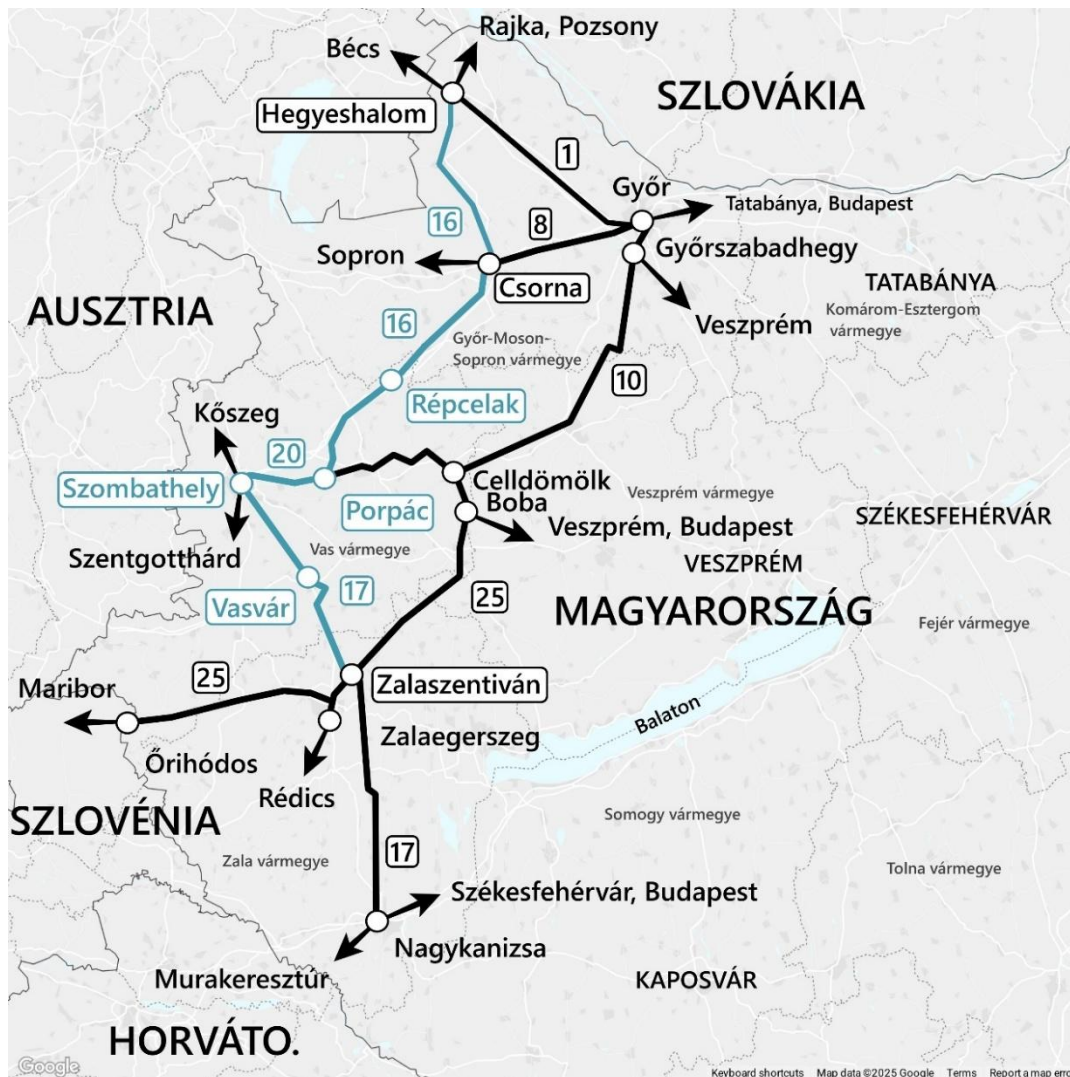 Rajka, Pozsony
Bécs
SZLOVÁKIA
Hegyeshalom
1
Győr
Tatabánya, Budapest
16
8
Sopron
Győrszabadhegy
Csorna
TATABÁNYA
Komárom-Esztergom
vármegye
AUSZTRIA
16
Veszprém
Győr-Moson-
Sopron vármegye
10
Répcelak
Kőszeg
20
Szombathely
Celldömölk
Porpác
Boba
Veszprém vármegye
SZÉKESFEHÉRVÁR
Veszprém, Budapest
Szentgotthárd
Vas vármegye
VESZPRÉM
Vasvár
17
25
MAGYARORSZÁG
Fejér vármegye
25
Maribor
Zalaszentiván
Balaton
Zalaegerszeg
Őrihódos
Rédics
SZLOVÉNIA
Somogy vármegye
17
Zala vármegye
Tolna vármegye
Székesfehérvár, Budapest
Nagykanizsa
Murakeresztúr
KAPOSVÁR
HORVÁTO.
Google
Keyboard shortcuts Map data ©2025 Google Terms Report a map erro